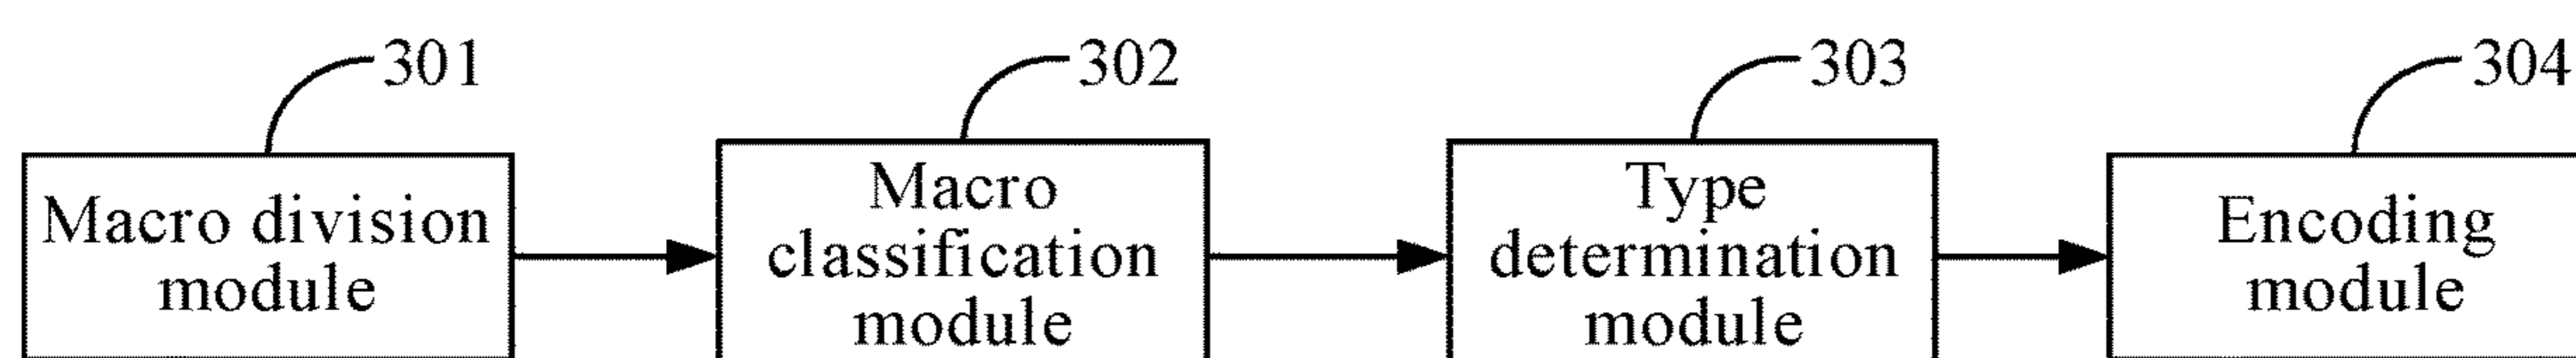 301
302
303
304
Macro division
module
Macro
classification
module
Type
determination
module
Encoding
module